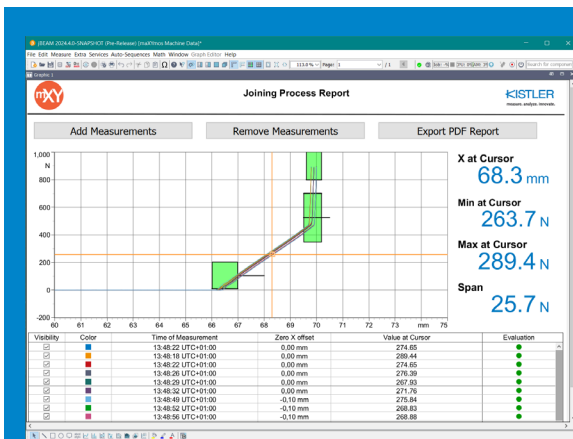 jBEAM 2024.4.0-SNAPSHOT (Pre-Release) [maXYmos Machine Data]*
File Edit Measure Extra Services Auto-Sequences Math Window Graph Editor Help
113.0 % Page: 1 / 1 Search for componen
Graphic 1
mXY
Joining Process Report
KISTLER
measure. analyze. innovate.
Add Measurements Remove Measurements Export PDF Report
1,000
N
800
600
400
200
0
-200
60 61 62 63 64 65 66 67 68 69 70 71 72 73 mm 75
X at Cursor
68.3 mm
Min at Cursor
263.7 N
Max at Cursor
289.4 N
Span
25.7 N
Visibility Color Time of Measurement Zero X offset Value at Cursor Evaluation
13:48:22 UTC+01:00 0,00 mm 274.65
13:48:18 UTC+01:00 0,00 mm 289.44
13:48:22 UTC+01:00 0,00 mm 274.65
13:48:26 UTC+01:00 0,00 mm 276.39
13:48:29 UTC+01:00 0,00 mm 267.93
13:48:32 UTC+01:00 0,00 mm 271.76
13:48:49 UTC+01:00 -0,10 mm 275.84
13:48:52 UTC+01:00 -0,10 mm 268.83
13:48:56 UTC+01:00 -0,10 mm 268.88